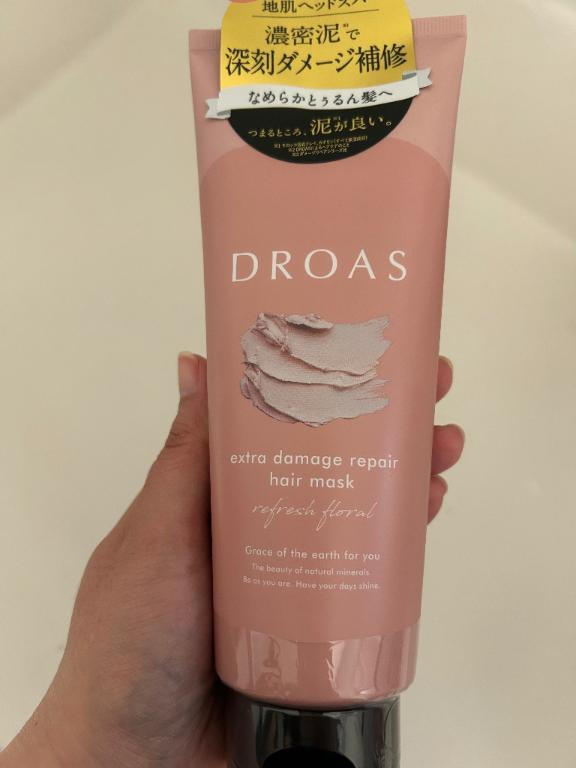 地肌ヘッドスパ
濃密泥※1で
深刻ダメージ補修
なめらかとぅるん髪へ
つまるところ、泥が良い。
DROAS
extra damage repair
hair mask
refresh floral
Grace of the earth for you
The beauty of natural minerals.
Be as you are. Have your days shine.